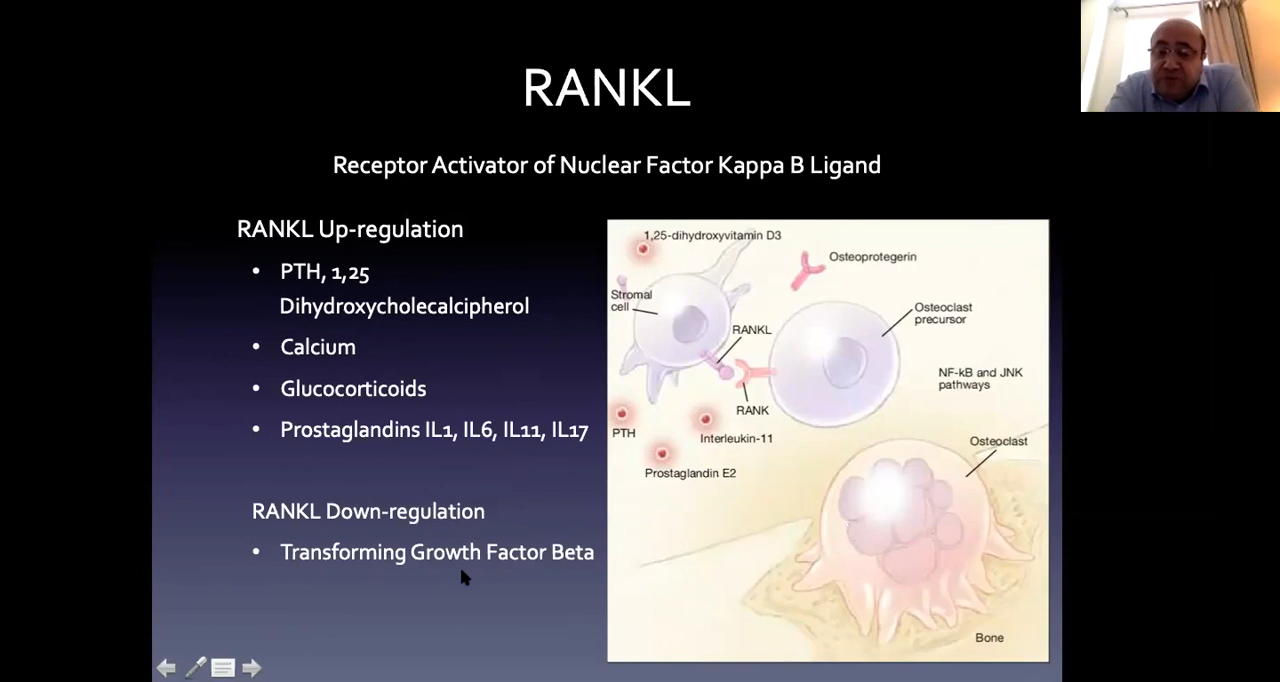 RANKL
Receptor Activator of Nuclear Factor Kappa B Ligand
RANKL Up-regulation
• PTH, 1,25
Dihydroxycholecalcipherol
• Calcium
• Glucocorticoids
• Prostaglandins IL1, IL6, IL11, IL17
RANKL Down-regulation
• Transforming Growth Factor Beta
1,25-dihydroxyvitamin D3
Osteoprotegerin
Stromal
cell
RANKL
Osteoclast
precursor
NF-kB and JNK
pathways
RANK
PTH
Interleukin-11
Prostaglandin E2
Osteoclast
Bone